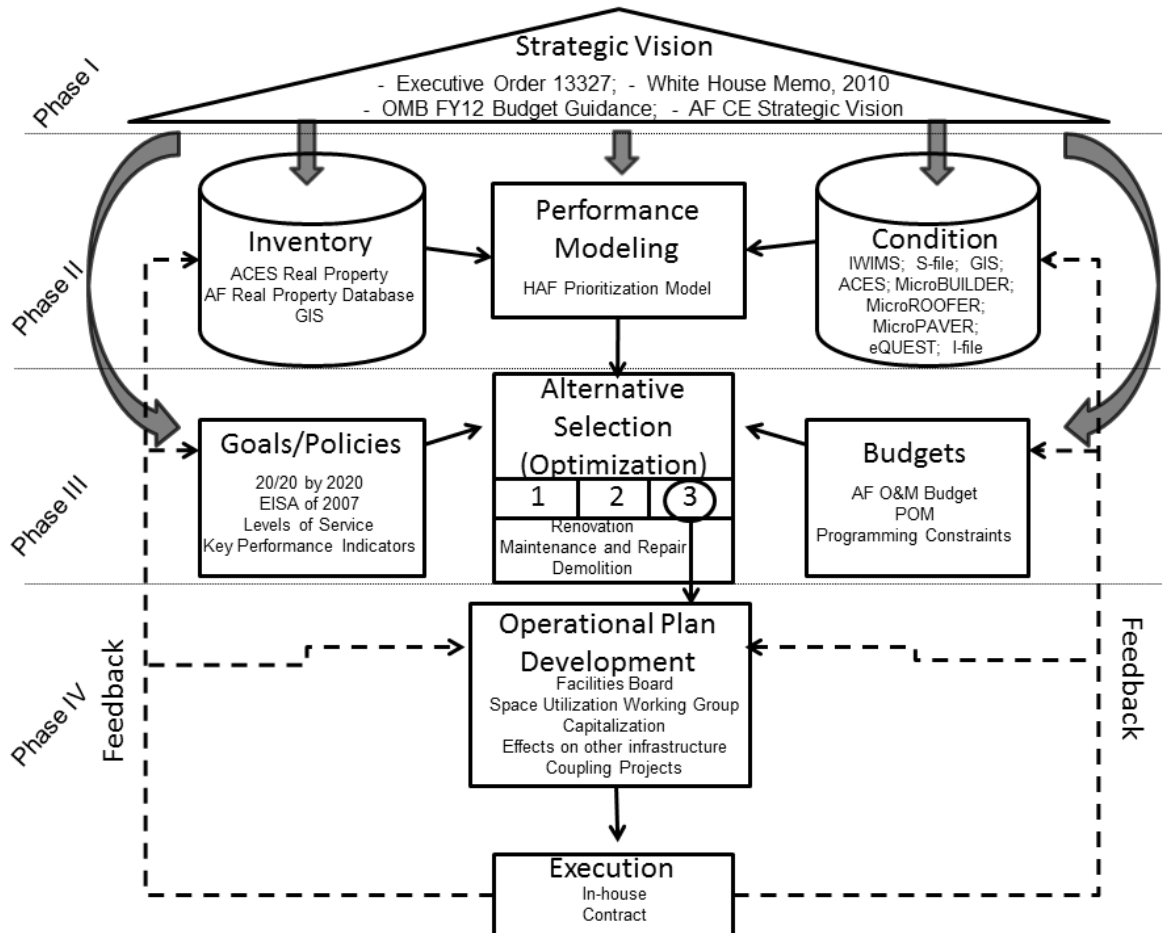 Phase I
Strategic Vision
- Executive Order 13327; - White House Memo, 2010
- OMB FY12 Budget Guidance; - AF CE Strategic Vision
Phase II
Inventory
ACES Real Property
AF Real Property Database
GIS
Performance
Modeling
HAF Prioritization Model
Condition
IWIMS; S-file; GIS;
ACES; MicroBUILDER;
MicroROOFER;
MicroPAVER;
eQUEST; I-file
Phase III
Goals/Policies
20/20 by 2020
EISA of 2007
Levels of Service
Key Performance Indicators
Alternative
Selection
(Optimization)
1 2 3
Renovation
Maintenance and Repair
Demolition
Budgets
AF O&M Budget
POM
Programming Constraints
Phase IV
Feedback
Operational Plan
Development
Facilities Board
Space Utilization Working Group
Capitalization
Effects on other infrastructure
Coupling Projects
Feedback
Execution
In-house
Contract